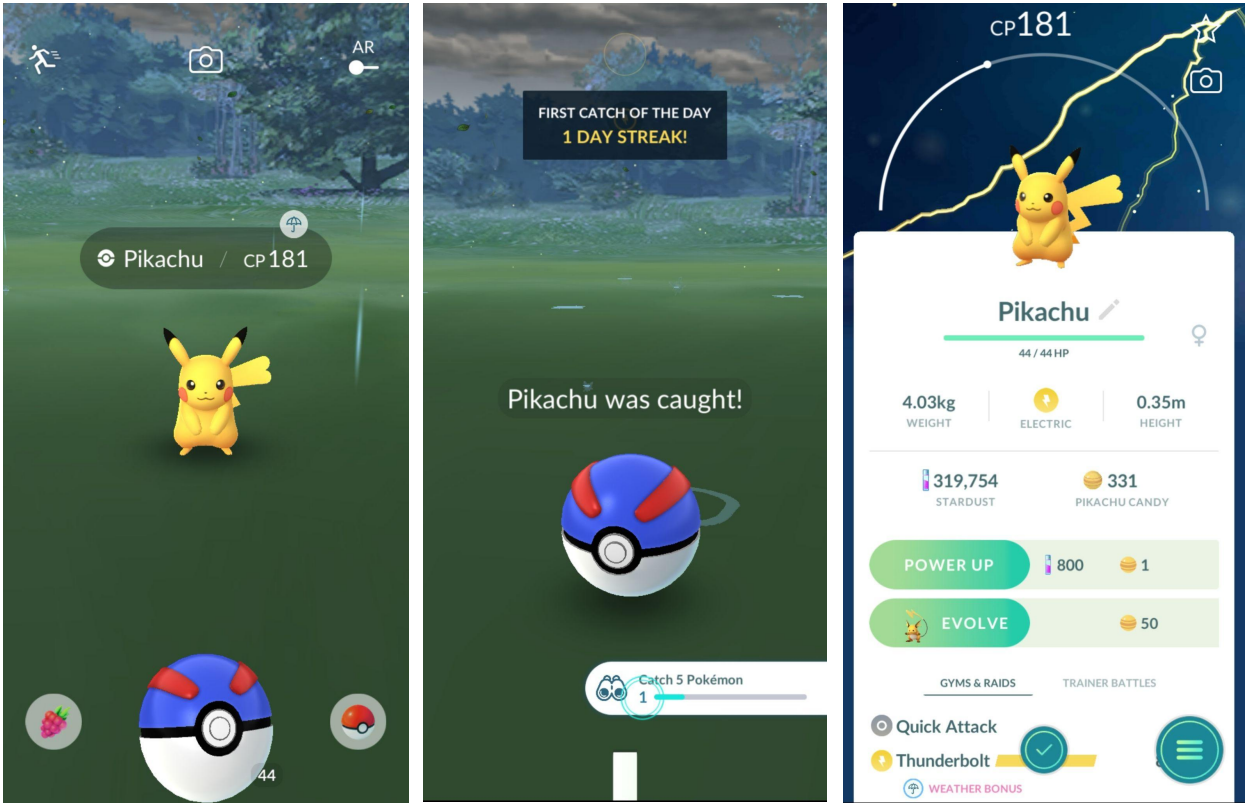 AR
Pikachu / CP181
44
FIRST CATCH OF THE DAY
1 DAY STREAK!
Pikachu was caught!
Catch 5 Pokémon
1
CP181
Pikachu
44 / 44 HP
4.03kg
WEIGHT
ELECTRIC
0.35m
HEIGHT
319,754
STARDUST
331
PIKACHU CANDY
POWER UP
800
1
EVOLVE
50
GYMS & RAIDS
TRAINER BATTLES
Quick Attack
Thunderbolt
WEATHER BONUS